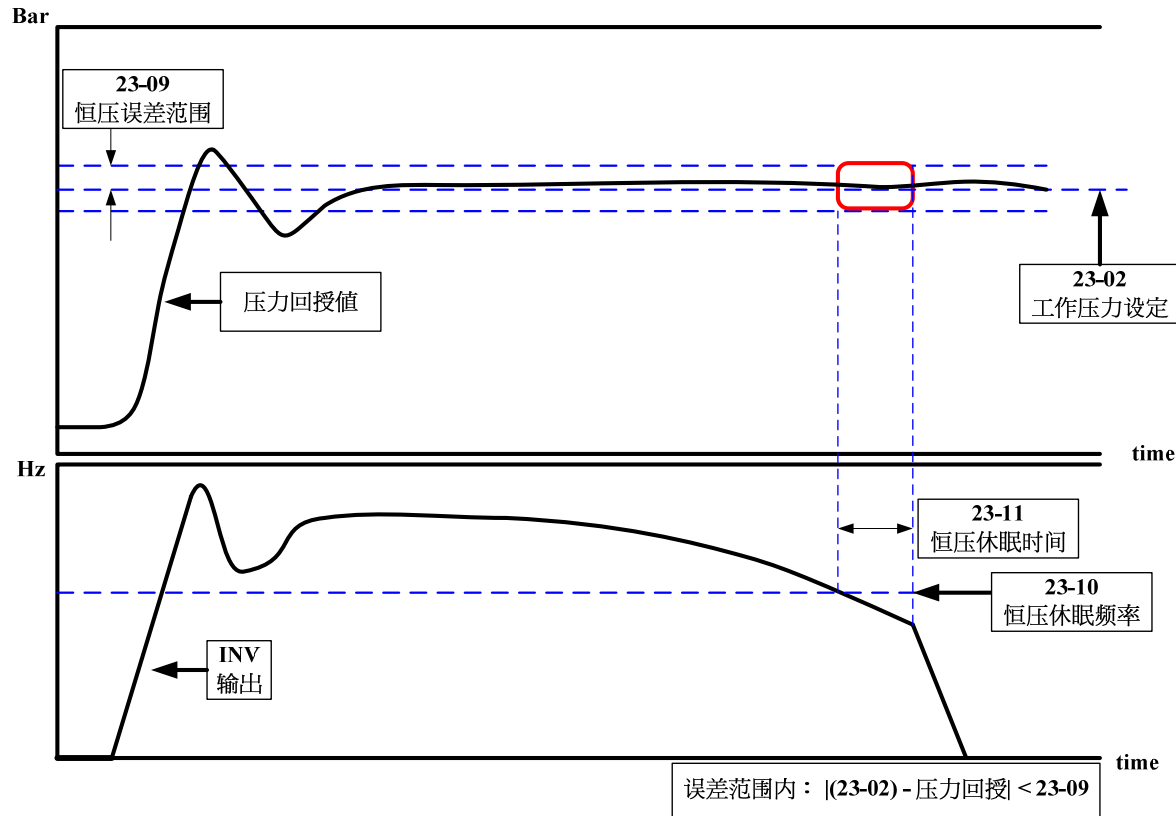 Bar
23-09
恒压误差范围
压力回授值
23-02
工作压力设定
time
Hz
23-11
恒压休眠时间
23-10
恒压休眠频率
INV
输出
time
误差范围内： |(23-02) - 压力回授| < 23-09